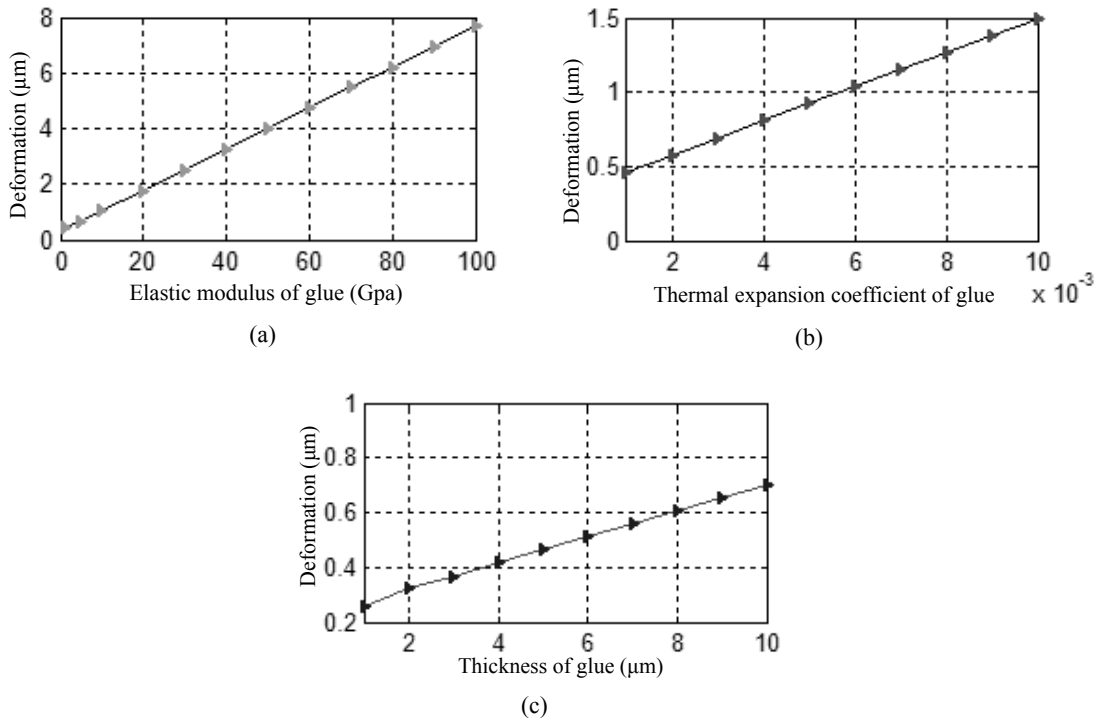 8
6
4
2
0
Deformation (μm)
0 20 40 60 80 100
Elastic modulus of glue (Gpa)
(a)
1.5
1
0.5
0
Deformation (μm)
2 4 6 8 10
Thermal expansion coefficient of glue x 10⁻³
(b)
1
0.8
0.6
0.4
0.2
Deformation (μm)
2 4 6 8 10
Thickness of glue (μm)
(c)